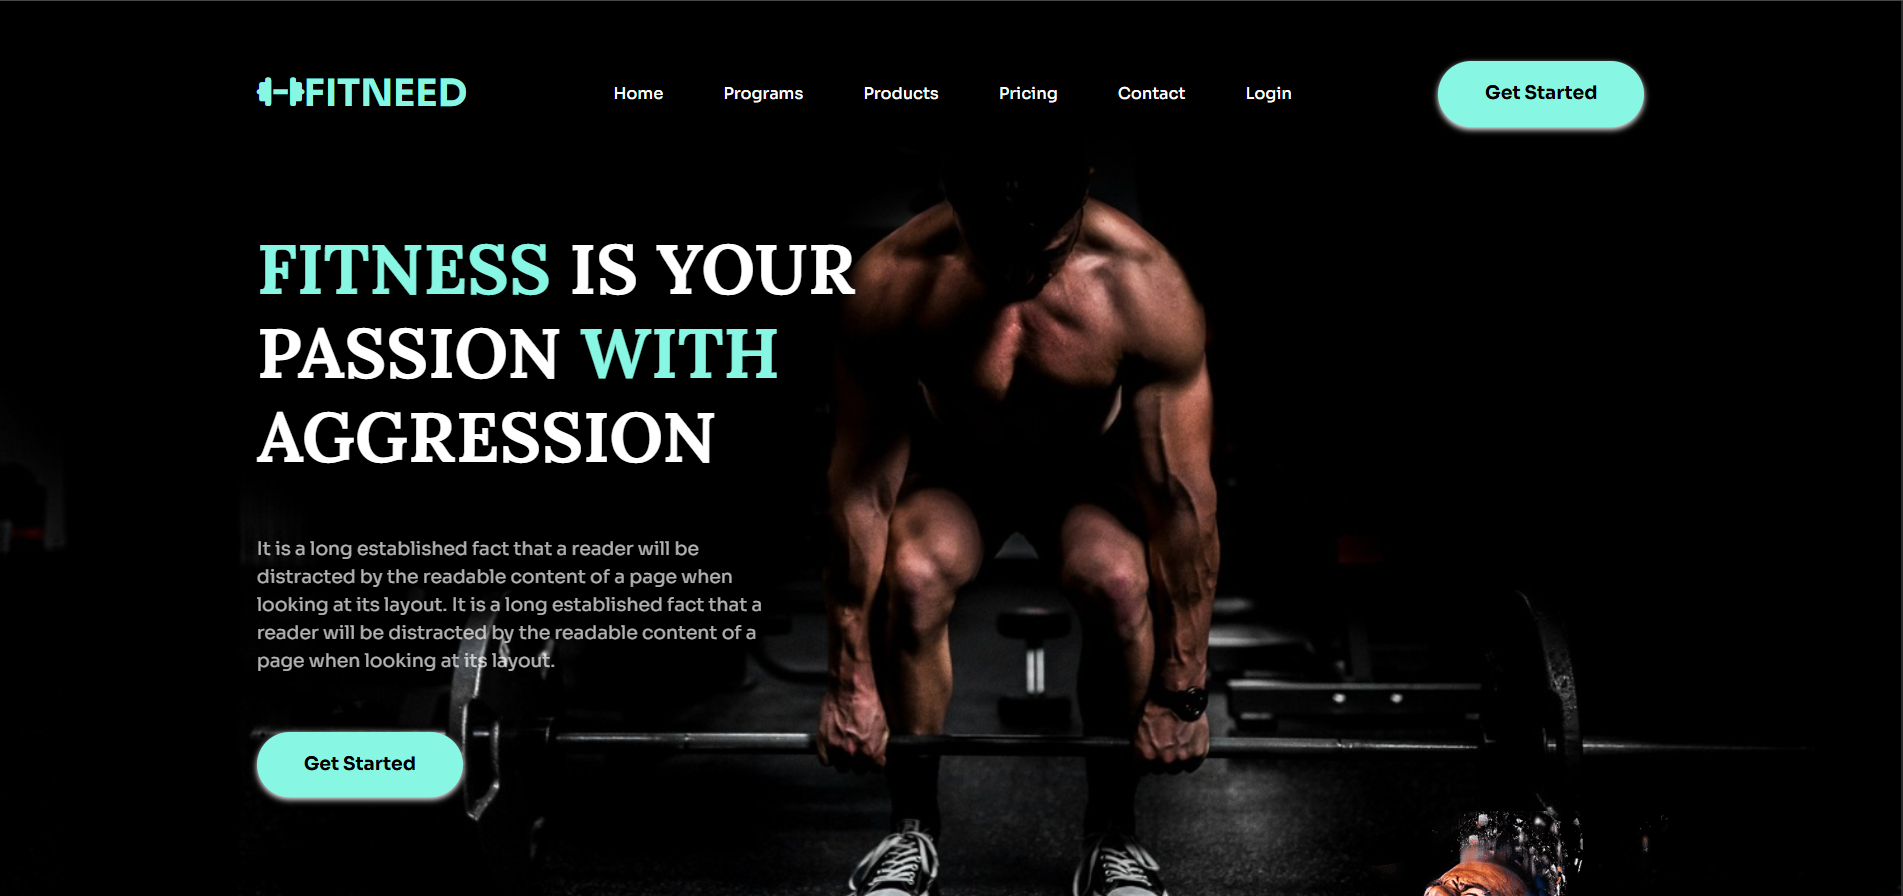 FITNEED
Home
Programs
Products
Pricing
Contact
Login
Get Started
FITNESS IS YOUR
PASSION WITH
AGGRESSION
It is a long established fact that a reader will be
distracted by the readable content of a page when
looking at its layout. It is a long established fact that a
reader will be distracted by the readable content of a
page when looking at its layout.
Get Started